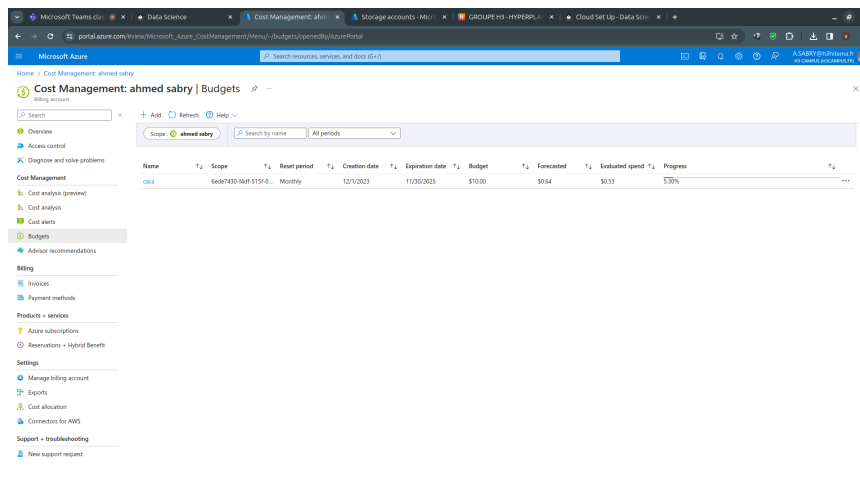 Microsoft Teams clas
Data Science
Cost Management: ahm
Storage accounts - Micr
GROUPE H3 - HYPERPLA
Cloud Set Up - Data Scie
portal.azure.com/#view/Microsoft_Azure_CostManagement/Menu/~/budgets/openedBy/AzurePortal
Microsoft Azure
Search resources, services, and docs (G+/)
A.SABRY@h3hitema.fr
H3 CAMPUS (H3CAMPUS.FR)
Home > Cost Management: ahmed sabry
Cost Management: ahmed sabry | Budgets
Billing account
Search
Add Refresh Help
Overview
Access control
Diagnose and solve problems
Cost Management
Cost analysis (preview)
Cost analysis
Cost alerts
Budgets
Advisor recommendations
Billing
Invoices
Payment methods
Products + services
Azure subscriptions
Reservations + Hybrid Benefit
Settings
Manage billing account
Exports
Cost allocation
Connectors for AWS
Support + troubleshooting
New support request
Scope : ahmed sabry
Search by name
All periods
Name Scope Reset period Creation date Expiration date Budget Forecasted Evaluated spend Progress
caca 6ede7430-f4df-515f-0... Monthly 12/1/2023 11/30/2025 $10.00 $0.64 $0.53 5.30%